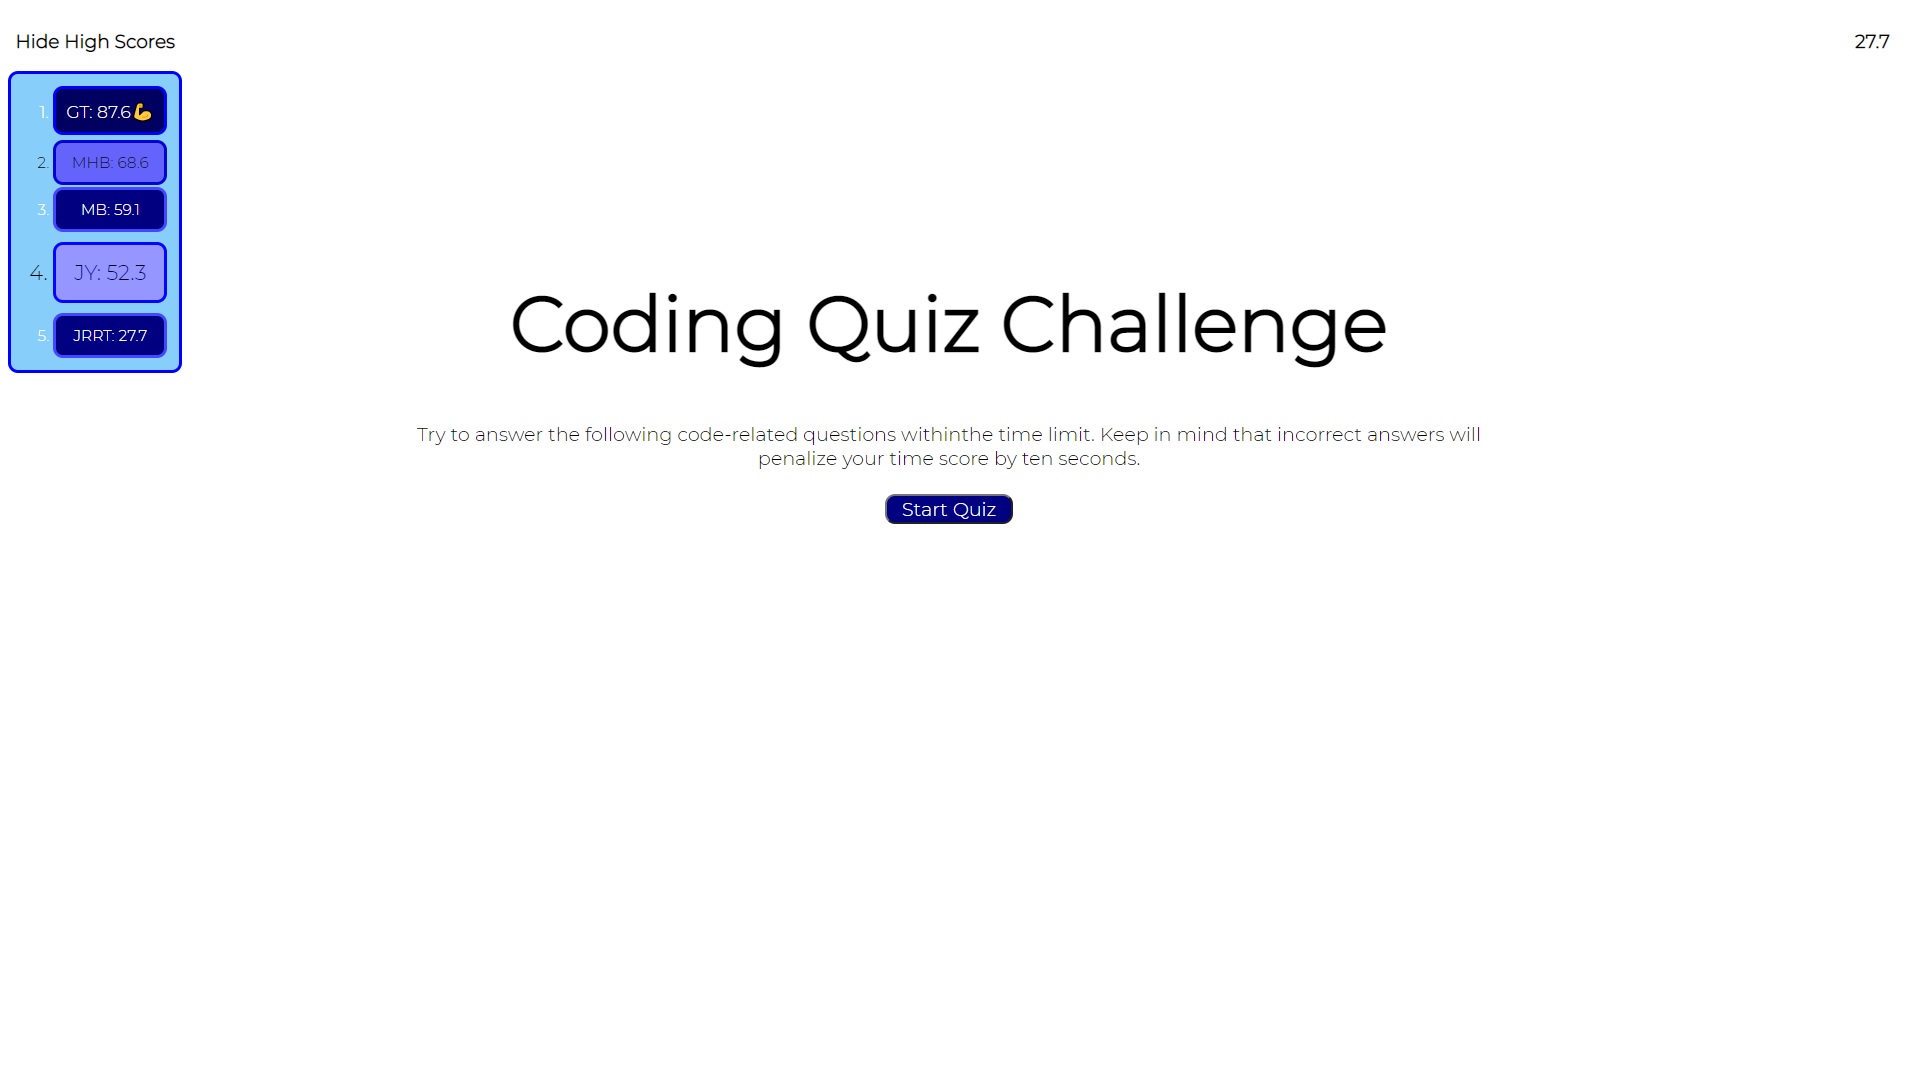 Hide High Scores
27.7
1. GT: 87.6💪
2. MHB: 68.6
3. MB: 59.1
4. JY: 52.3
5. JRRT: 27.7
Coding Quiz Challenge
Try to answer the following code-related questions withinthe time limit. Keep in mind that incorrect answers will
penalize your time score by ten seconds.
Start Quiz